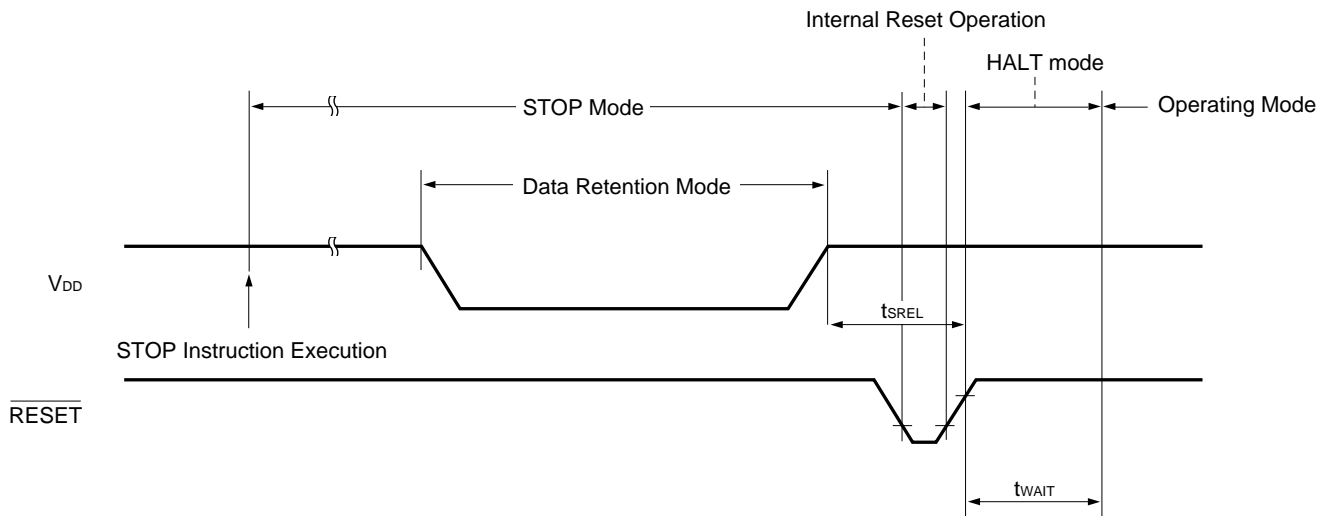 Internal Reset Operation
HALT mode
STOP Mode
Operating Mode
Data Retention Mode
VDD
tSREL
STOP Instruction Execution
RESET
tWAIT